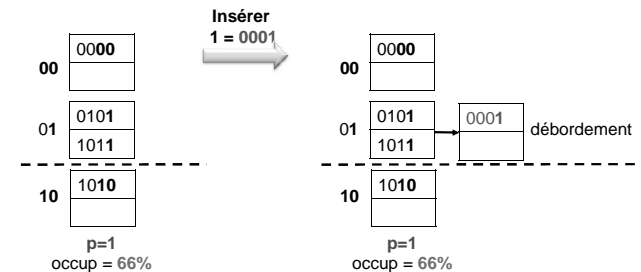 Insérer
1 = 0001
00
0000
01
0101
1011
10
1010
p=1
occup = 66%
00
0000
01
0101
1011
0001
débordement
10
1010
p=1
occup = 66%